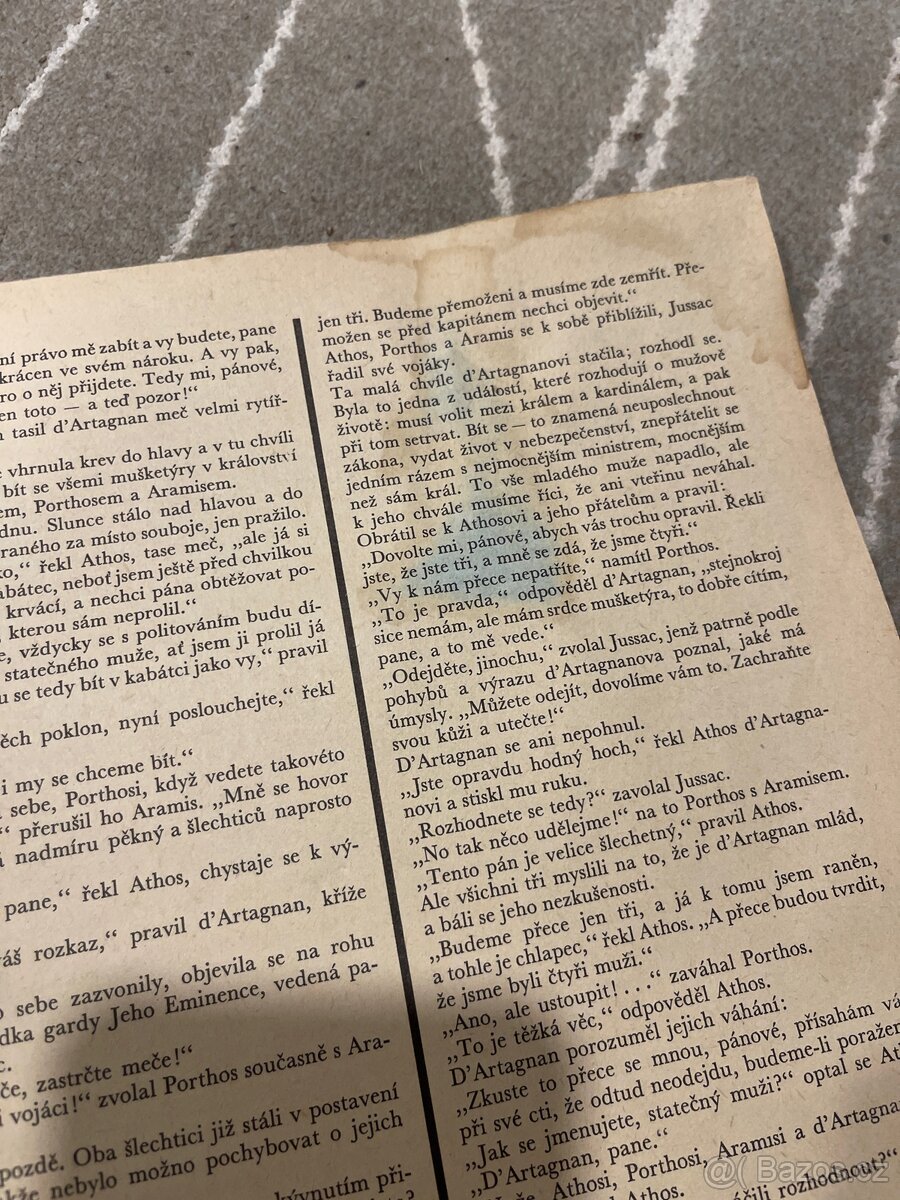 ní právo mě zabít a vy budete, pane
krácen ve svém nároku. A vy pak,
ro o něj přijdete. Tedy mi, pánové,
en toto — a teď pozor!“
tasil d’Artagnan meč velmi rytíř-
vhrnula krev do hlavy a v tu chvíli
bít se všemi mušketýry v království
em, Porthosem a Aramisem.
dnu. Slunce stálo nad hlavou a do
raného za místo souboje, jen pražilo.
ko,“ řekl Athos, tase meč, „ale já si
abátec, neboť jsem ještě před chvilkou
krvácí, a nechci pána obtěžovat po-
kterou sám neprolil.“
e, vždycky se s politováním budu dí-
statečného muže, ať jsem ji prolil já
u se tedy bít v kabátci jako vy,“ pravil
ěch poklon, nyní poslouchejte,“ řekl
i my se chceme bít.“
sebe, Porthosi, když vedete takovéto
“ přerušil ho Aramis. „Mně se hovor
i nadmíru pěkný a šlechticů naprosto
pane,“ řekl Athos, chystaje se k vý-
áš rozkaz,“ pravil d’Artagnan, kříže
o sebe zazvonily, objevila se na rohu
dka gardy Jeho Eminence, vedená pa-
c.
če, zastrčte meče!“
i vojáci!“ zvolal Porthos současně s Ara-
pozdě. Oba šlechtici již stáli v postavení
kže nebylo možno pochybovat o jejich
kývnutím při-
jen tři. Budeme přemoženi a musíme zde zemřít. Pře-
možen se před kapitánem nechci objevit.“
Athos, Porthos a Aramis se k sobě přiblížili, Jussac
řadil své vojáky.
Ta malá chvíle d’Artagnanovi stačila; rozhodl se.
Byla to jedna z událostí, které rozhodují o mužově
životě: musí volit mezi králem a kardinálem, a pak
při tom setrvat. Bít se — to znamená neuposlechnout
zákona, vydat život v nebezpečenství, znepřátelit se
jedním rázem s nejmocnějším ministrem, mocnějším
než sám král. To vše mladého muže napadlo, ale
k jeho chvále musíme říci, že ani vteřinu neváhal.
Obrátil se k Athosovi a jeho přátelům a pravil:
„Dovolte mi, pánové, abych vás trochu opravil. Řekli
jste, že jste tři, a mně se zdá, že jsme čtyři.“
„Vy k nám přece nepatříte,“ namítl Porthos.
„To je pravda,“ odpověděl d’Artagnan, „stejnokroj
sice nemám, ale mám srdce mušketýra, to dobře cítím,
pane, a to mě vede.“
„Odejděte, jinochu,“ zvolal Jussac, jenž patrně podle
pohybů a výrazu d’Artagnanova poznal, jaké má
úmysly. „Můžete odejít, dovolíme vám to. Zachraňte
svou kůži a utečte!“
D’Artagnan se ani nepohnul.
„Jste opravdu hodný hoch,“ řekl Athos d’Artagna-
novi a stiskl mu ruku.
„Rozhodnete se tedy?“ zavolal Jussac.
„No tak něco udělejme!“ na to Porthos s Aramisem.
„Tento pán je velice šlechetný,“ pravil Athos.
Ale všichni tři myslili na to, že je d’Artagnan mlád,
a báli se jeho nezkušenosti.
„Budeme přece jen tři, a já k tomu jsem raněn,
a tohle je chlapec,“ řekl Athos. „A přece budou tvrdit,
že jsme byli čtyři muži.“
„Ano, ale ustoupit! . . .“ zaváhal Porthos.
„To je těžká věc,“ odpověděl Athos.
D’Artagnan porozuměl jejich váhání:
„Zkuste to přece se mnou, pánové, přísahám vá
při své cti, že odtud neodejdu, budeme-li poražen
„Jak se jmenujete, statečný muži?“ optal se Ath
„D’Artagnan, pane.“
Athosi, Porthosi, Aramisi a d’Artagna
Athos.
čili rozhodnout?“
@ Bazos.cz